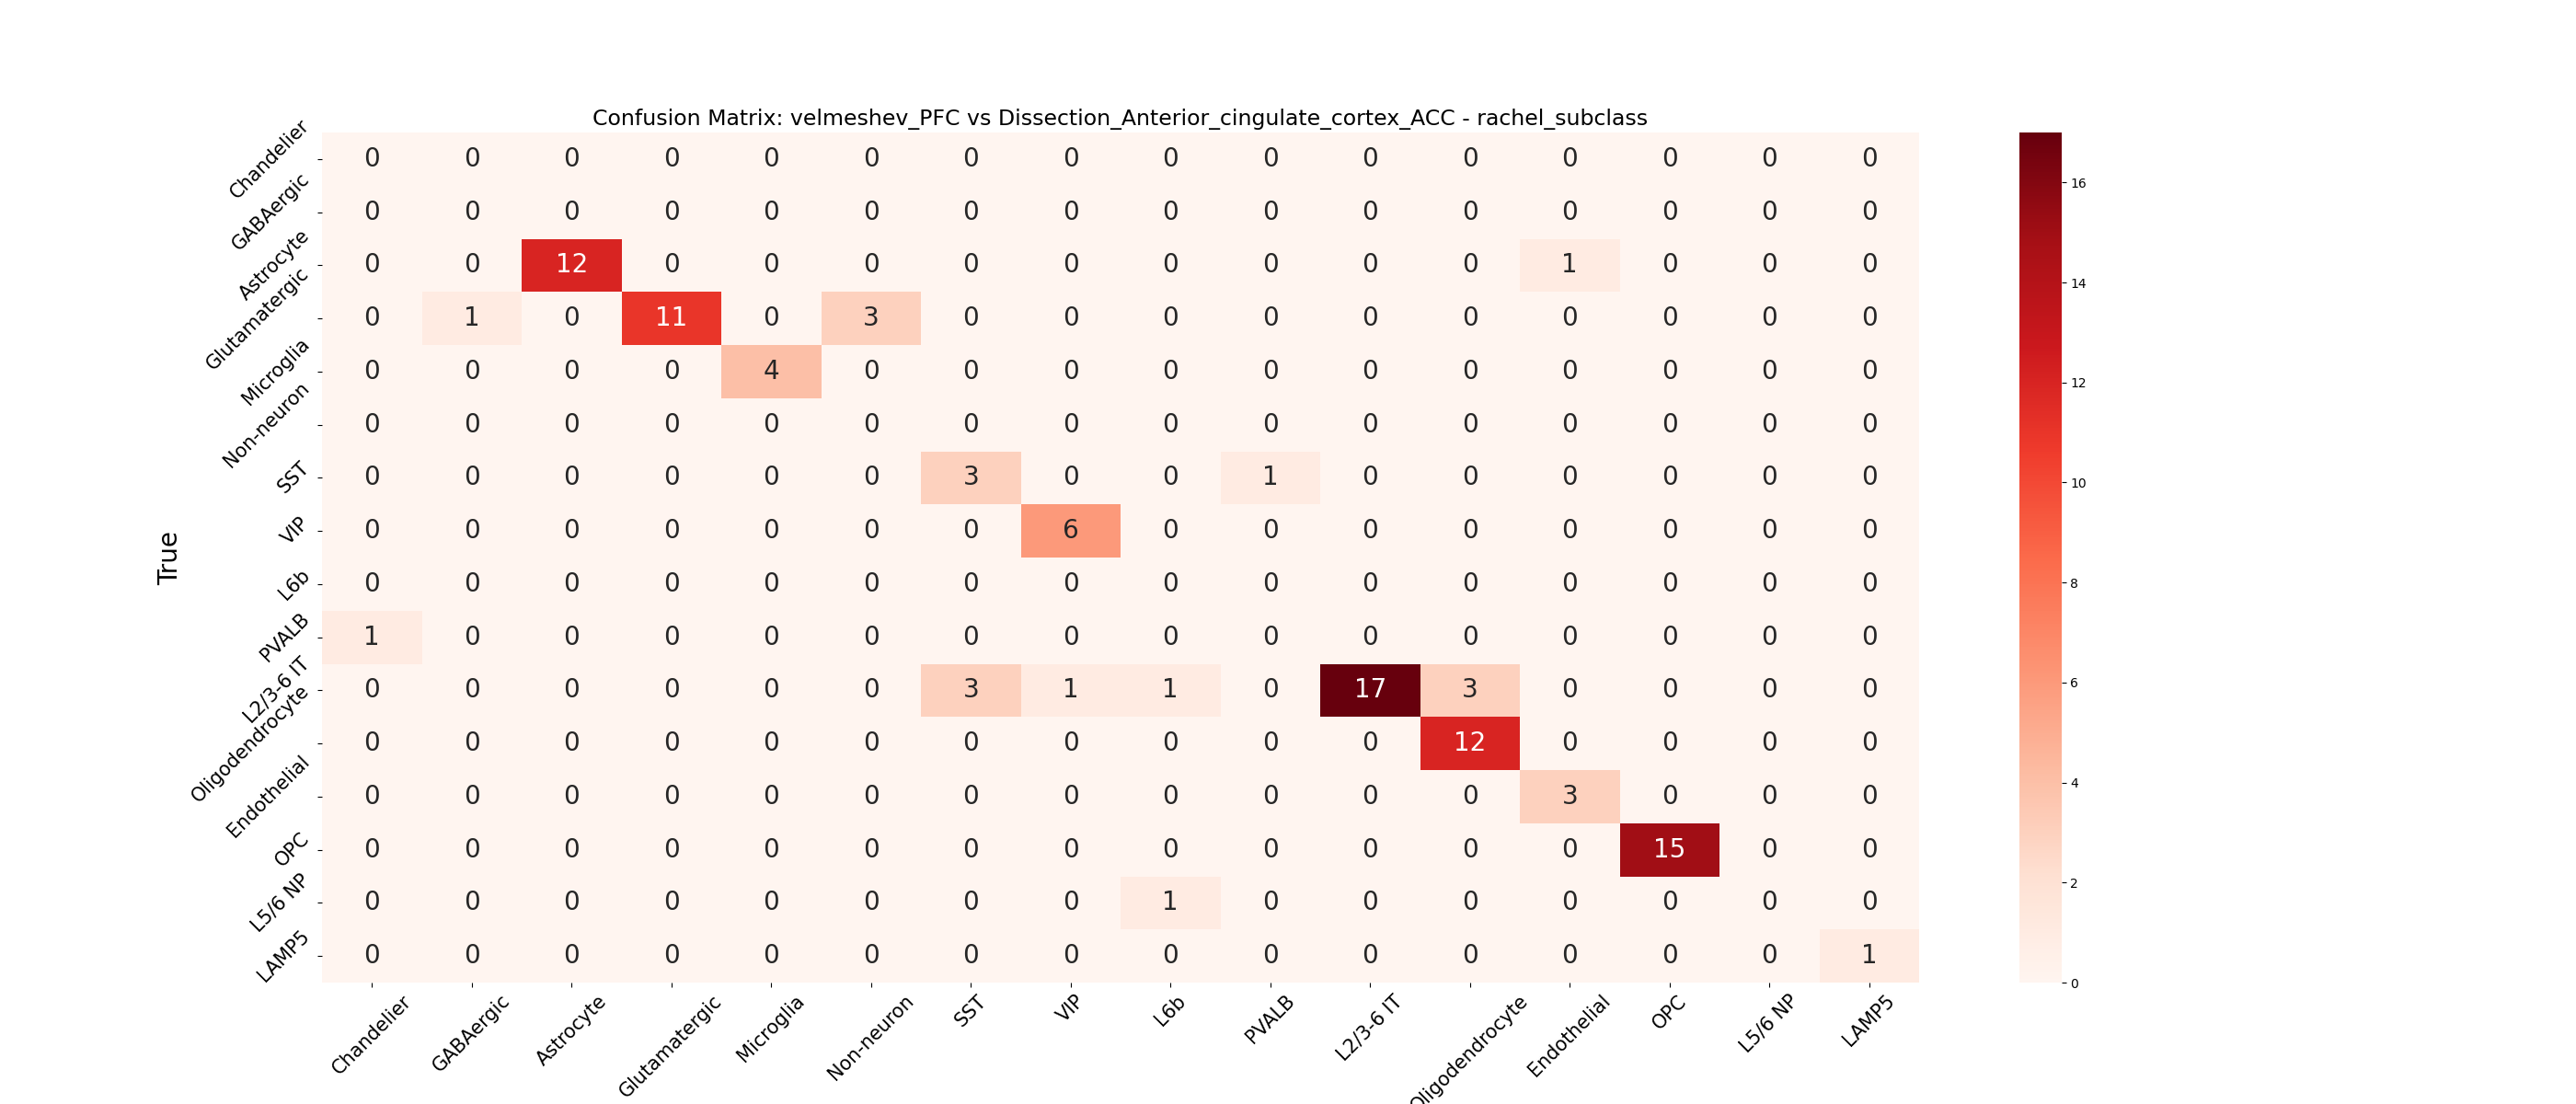 Confusion Matrix: velmeshev_PFC vs Dissection_Anterior_cingulate_cortex_ACC - rachel_subclass
True
Chandelier 0 0 0 0 0 0 0 0 0 0 0 0 0 0 0 0
GABAergic 0 0 0 0 0 0 0 0 0 0 0 0 0 0 0 0
Astrocyte 0 0 12 0 0 0 0 0 0 0 0 0 1 0 0 0
Glutamatergic 0 1 0 11 0 3 0 0 0 0 0 0 0 0 0 0
Microglia 0 0 0 0 4 0 0 0 0 0 0 0 0 0 0 0
Non-neuron 0 0 0 0 0 0 0 0 0 0 0 0 0 0 0 0
SST 0 0 0 0 0 0 3 0 0 1 0 0 0 0 0 0
VIP 0 0 0 0 0 0 0 6 0 0 0 0 0 0 0 0
L6b 0 0 0 0 0 0 0 0 0 0 0 0 0 0 0 0
PVALB 1 0 0 0 0 0 0 0 0 0 0 0 0 0 0 0
L2/3-6 IT 0 0 0 0 0 0 3 1 1 0 17 3 0 0 0 0
Oligodendrocyte 0 0 0 0 0 0 0 0 0 0 0 12 0 0 0 0
Endothelial 0 0 0 0 0 0 0 0 0 0 0 0 3 0 0 0
OPC 0 0 0 0 0 0 0 0 0 0 0 0 0 15 0 0
L5/6 NP 0 0 0 0 0 0 0 0 1 0 0 0 0 0 0 0
LAMP5 0 0 0 0 0 0 0 0 0 0 0 0 0 0 0 1
Chandelier GABAergic Astrocyte Glutamatergic Microglia Non-neuron SST VIP L6b PVALB L2/3-6 IT Oligodendrocyte Endothelial OPC L5/6 NP LAMP5
16
14
12
10
8
6
4
2
0